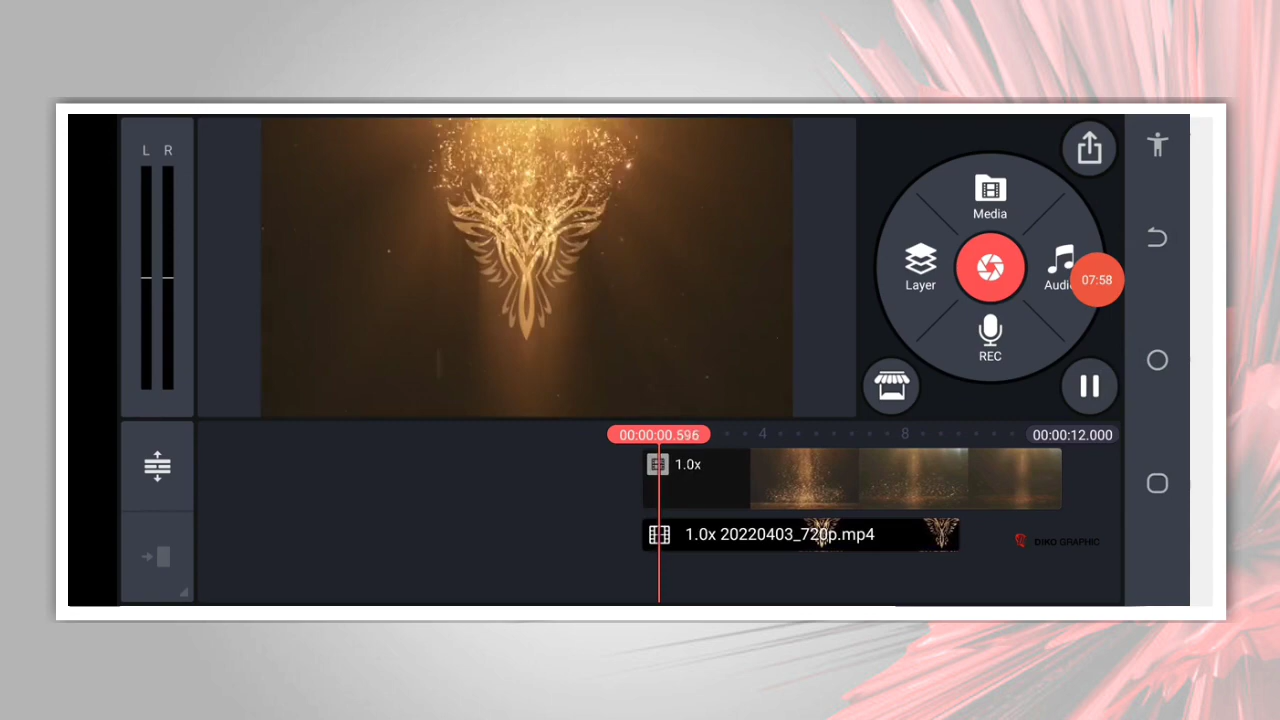 L R
Media
Layer
Audi
07:58
REC
00:00:00.596
4
8
00:00:12.000
1.0x
1.0x 20220403_720p.mp4
DIKO GRAPHIC